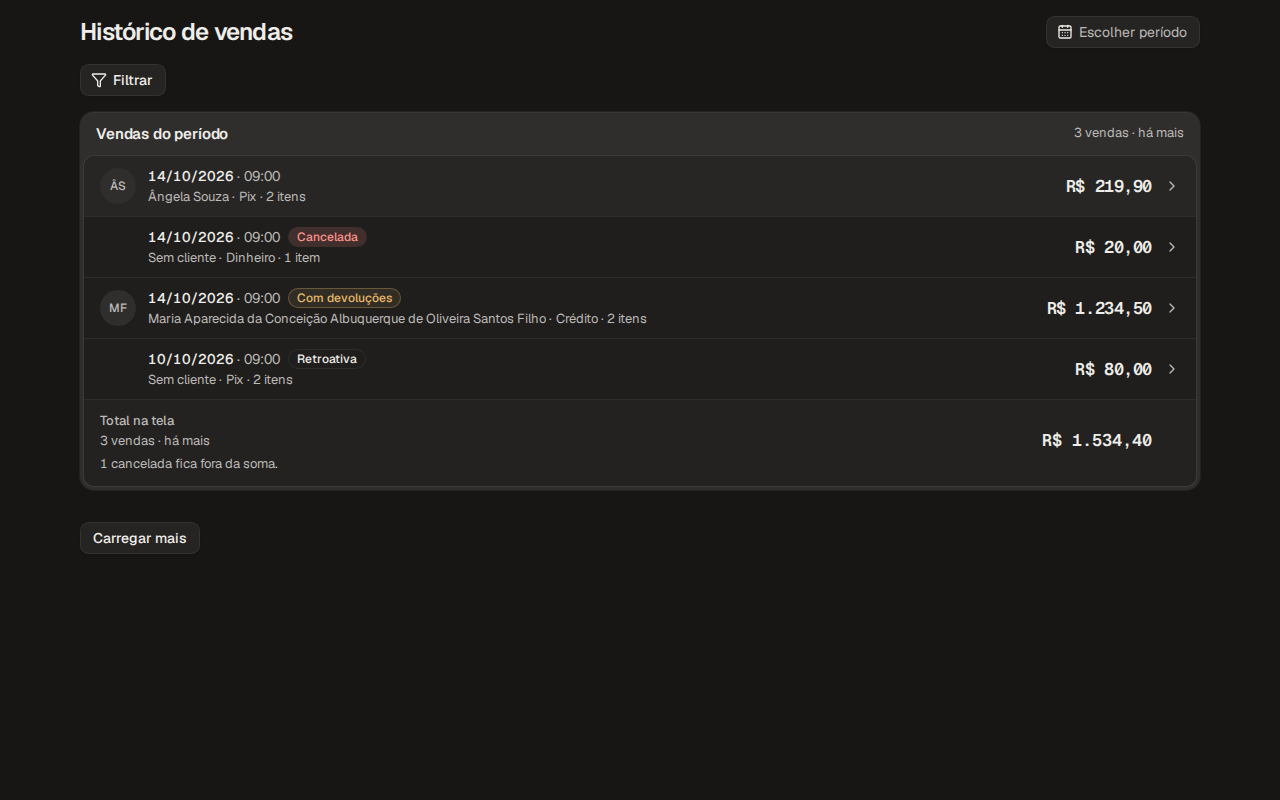 Histórico de vendas
Escolher período
Filtrar
Vendas do período
3 vendas · há mais
ÂS
14/10/2026 · 09:00
Ângela Souza · Pix · 2 itens
R$ 219,90
14/10/2026 · 09:00 Cancelada
Sem cliente · Dinheiro · 1 item
R$ 20,00
MF
14/10/2026 · 09:00 Com devoluções
Maria Aparecida da Conceição Albuquerque de Oliveira Santos Filho · Crédito · 2 itens
R$ 1.234,50
10/10/2026 · 09:00 Retroativa
Sem cliente · Pix · 2 itens
R$ 80,00
Total na tela
3 vendas · há mais
1 cancelada fica fora da soma.
R$ 1.534,40
Carregar mais